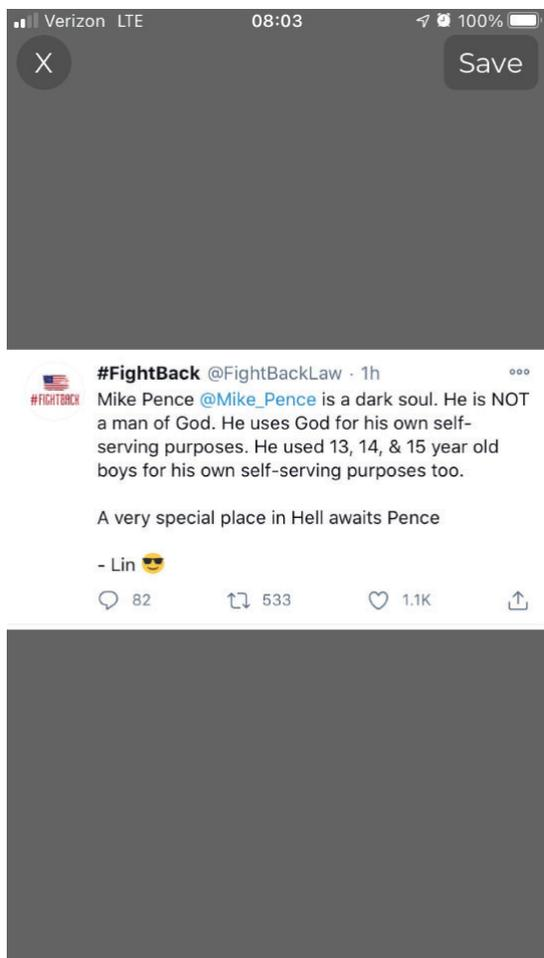 Verizon LTE 08:03 100%
X Save
#FightBack @FightBackLaw · 1h
#FIGHTBACK
Mike Pence @Mike_Pence is a dark soul. He is NOT
a man of God. He uses God for his own self-
serving purposes. He used 13, 14, & 15 year old
boys for his own self-serving purposes too.
A very special place in Hell awaits Pence
- Lin 😎
82 533 1.1K